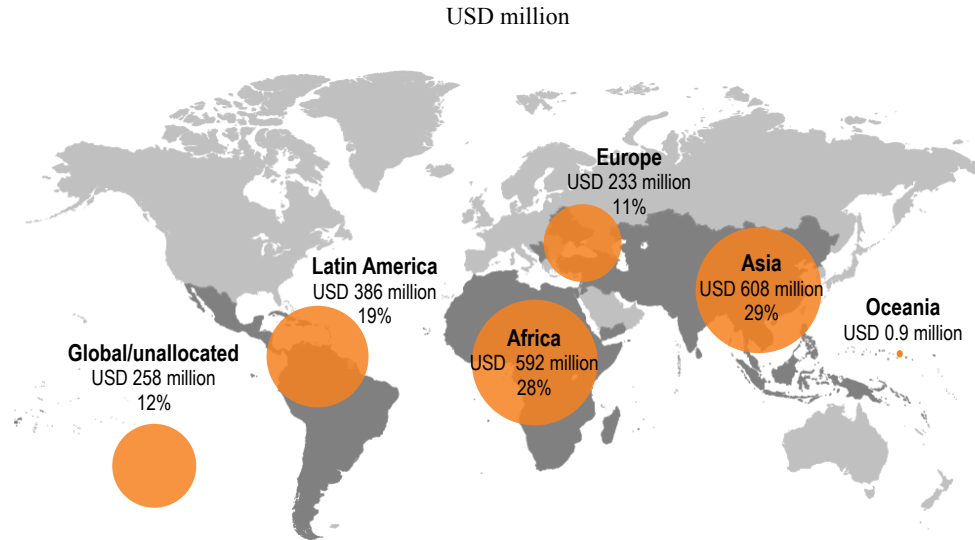 USD million
Europe
USD 233 million
11%
Latin America
USD 386 million
19%
Asia
USD 608 million
29%
Oceania
USD 0.9 million
Global/unallocated
USD 258 million
12%
Africa
USD 592 million
28%